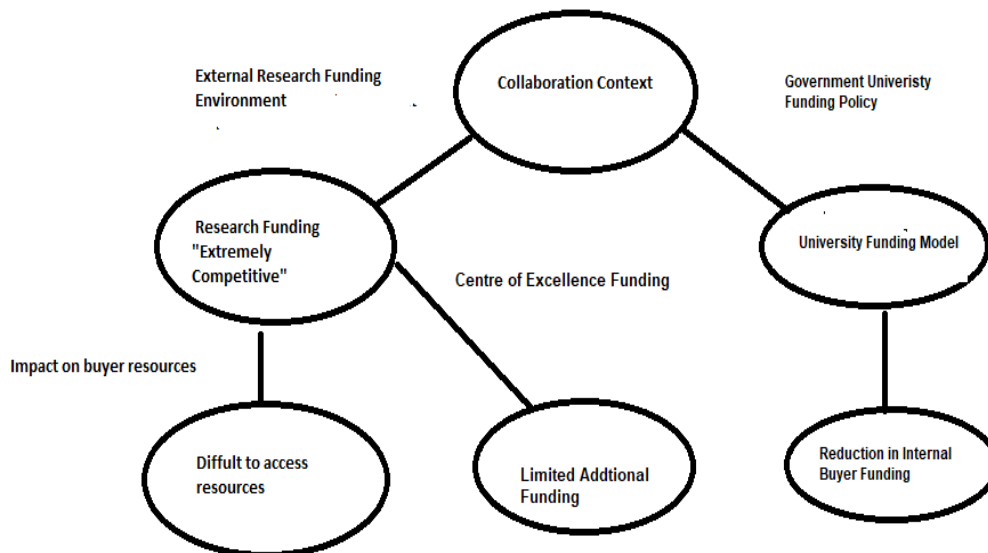 External Research Funding
Environment
Collaboration Context
Government Univeristy
Funding Policy
Research Funding
"Extremely
Competitive"
University Funding Model
Centre of Excellence Funding
Impact on buyer resources
Diffult to access
resources
Limited Addtional
Funding
Reduction in Internal
Buyer Funding